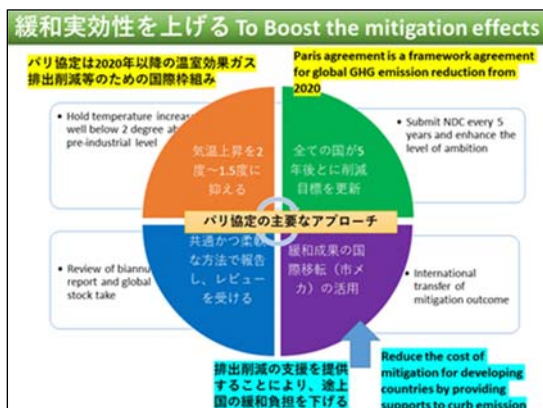 緩和実効性を上げる To Boost the mitigation effects
パリ協定は2020年以降の温室効果ガス
排出削減等のための国際枠組み
Paris agreement is a framework agreement
for global GHG emission reduction from
2020
• Hold temperature increas
well below 2 degree ab
pre-industrial level
気温上昇を2
度～1.5度に
抑える
全ての国が5
年後とに削減
目標を更新
• Submit NDC every 5
years and enhance the
level of ambition
パリ協定の主要なアプローチ
• Review of biannu
report and global
stock take
共通かつ柔軟
な方法で報告
し、レビューを
受ける
緩和成果の国
際移転（市メ
カ）の活用
• International
transfer of
mitigation outcome
排出削減の支援を提供
することにより、途上
国の緩和負担を下げる
Reduce the cost of
mitigation for developing
countries by providing
supports to curb emission